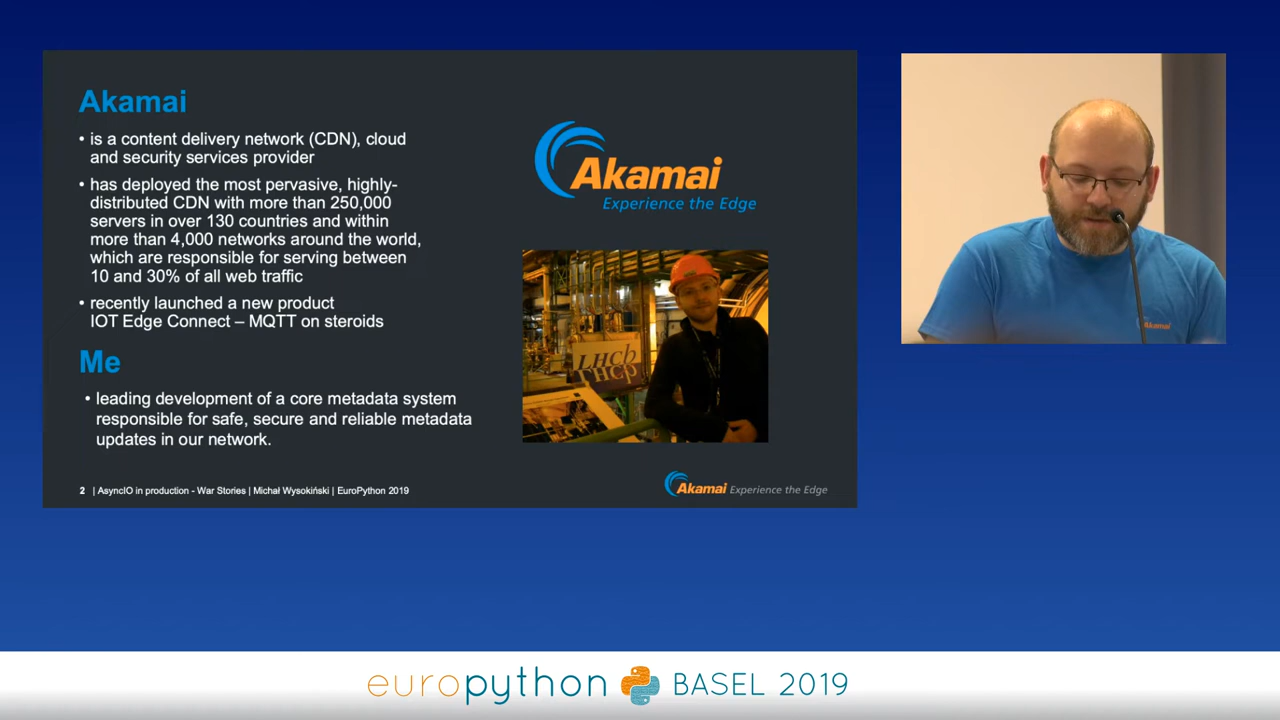 Akamai
• is a content delivery network (CDN), cloud
and security services provider
• has deployed the most pervasive, highly-
distributed CDN with more than 250,000
servers in over 130 countries and within
more than 4,000 networks around the world,
which are responsible for serving between
10 and 30% of all web traffic
• recently launched a new product
IOT Edge Connect – MQTT on steroids
Me
• leading development of a core metadata system
responsible for safe, secure and reliable metadata
updates in our network.
Akamai
Experience the Edge
LHCb
LHCb
2 | AsyncIO in production - War Stories | Michał Wysokiński | EuroPython 2019
Akamai Experience the Edge
Akamai
europython BASEL 2019